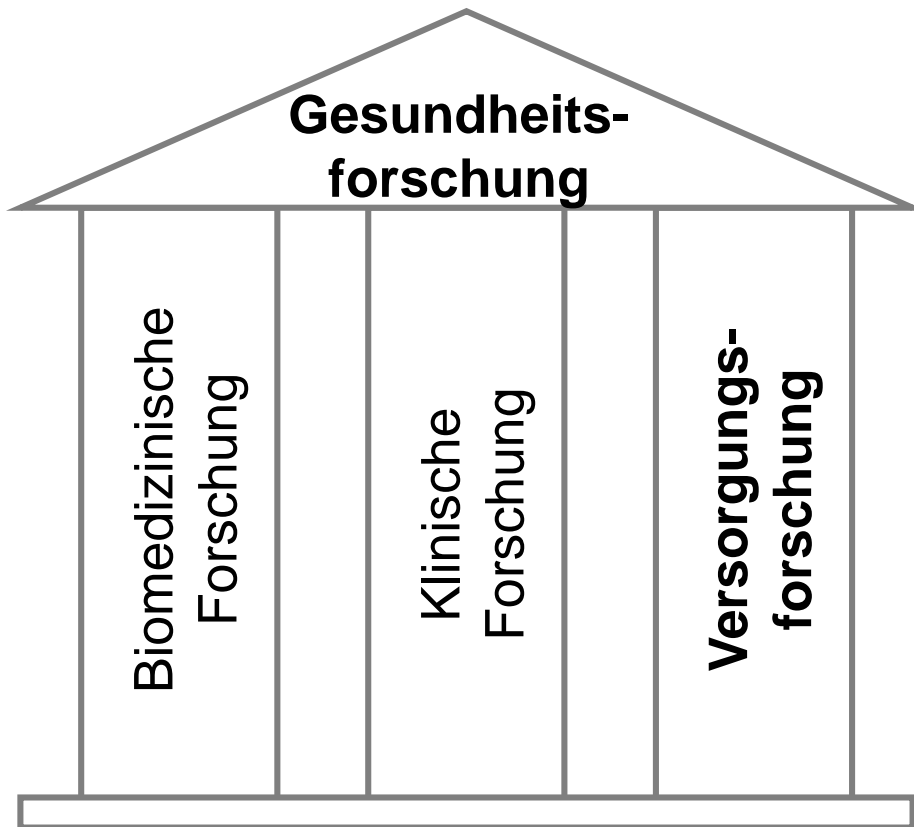 Gesundheits-
forschung
Biomedizinische
Forschung
Klinische
Forschung
Versorgungs-
forschung